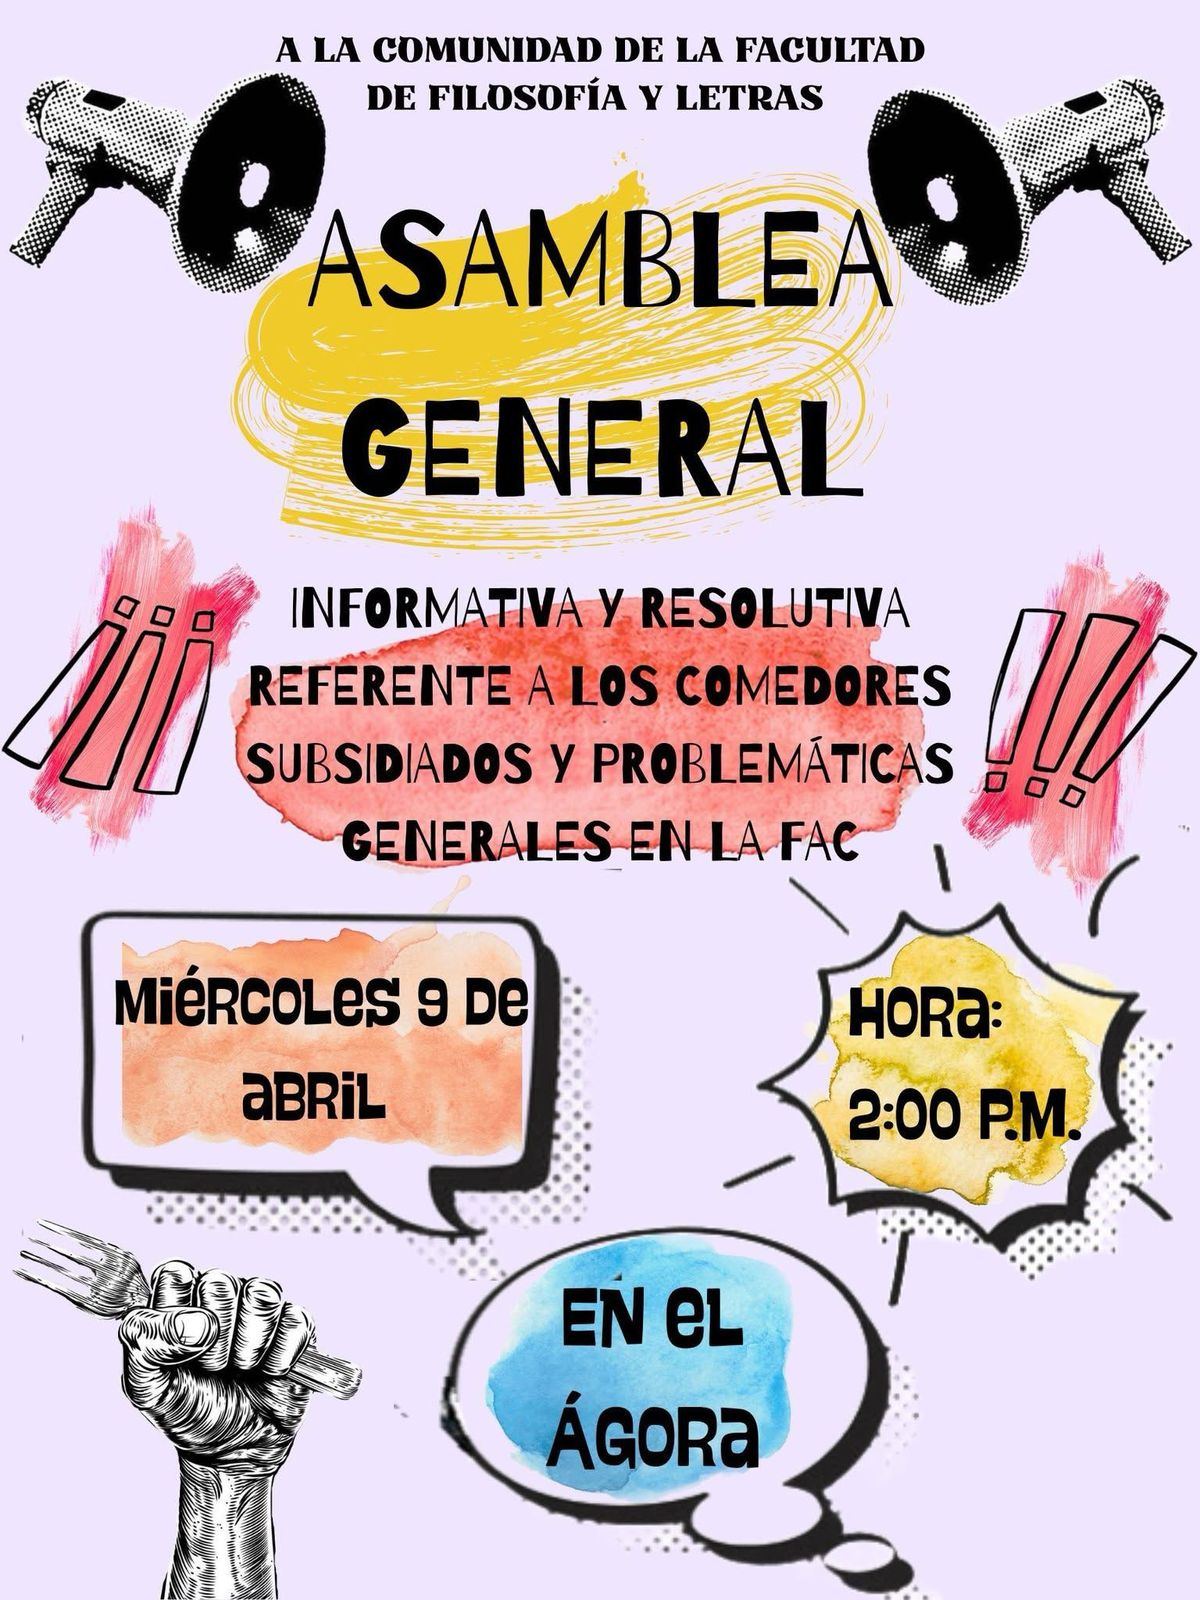 A LA COMUNIDAD DE LA FACULTAD
DE FILOSOFÍA Y LETRAS
ASAMBLEA
GENERAL
INFORMATIVA Y RESOLUTIVA
¡¡¡ REFERENTE A LOS COMEDORES !!!
SUBSIDIADOS Y PROBLEMÁTICAS
GENERALES EN LA FAC
MIÉRCOLES 9 DE
ABRIL
HORA:
2:00 P.M.
EN EL
ÁGORA